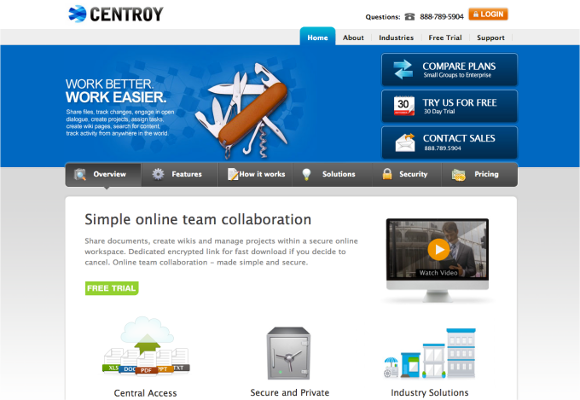 CENTROY
Questions: 888-789-5904 LOGIN
Home About Industries Free Trial Support
WORK BETTER.
WORK EASIER.
Share files, track changes, engage in open
dialogue, create projects, assign tasks,
create wiki pages, search for content,
track activity from anywhere in the world.
COMPARE PLANS
Small Groups to Enterprise
30
TRY US FOR FREE
30 Day Trial
CONTACT SALES
888.789.5904
Overview Features How it works Solutions Security Pricing
Simple online team collaboration
Share documents, create wikis and manage projects within a secure online
workspace. Dedicated encrypted link for fast download if you decide to
cancel. Online team collaboration - made simple and secure.
Watch Video
FREE TRIAL
XLS DOC PDF PPT TXT
Central Access
Secure and Private
Industry Solutions